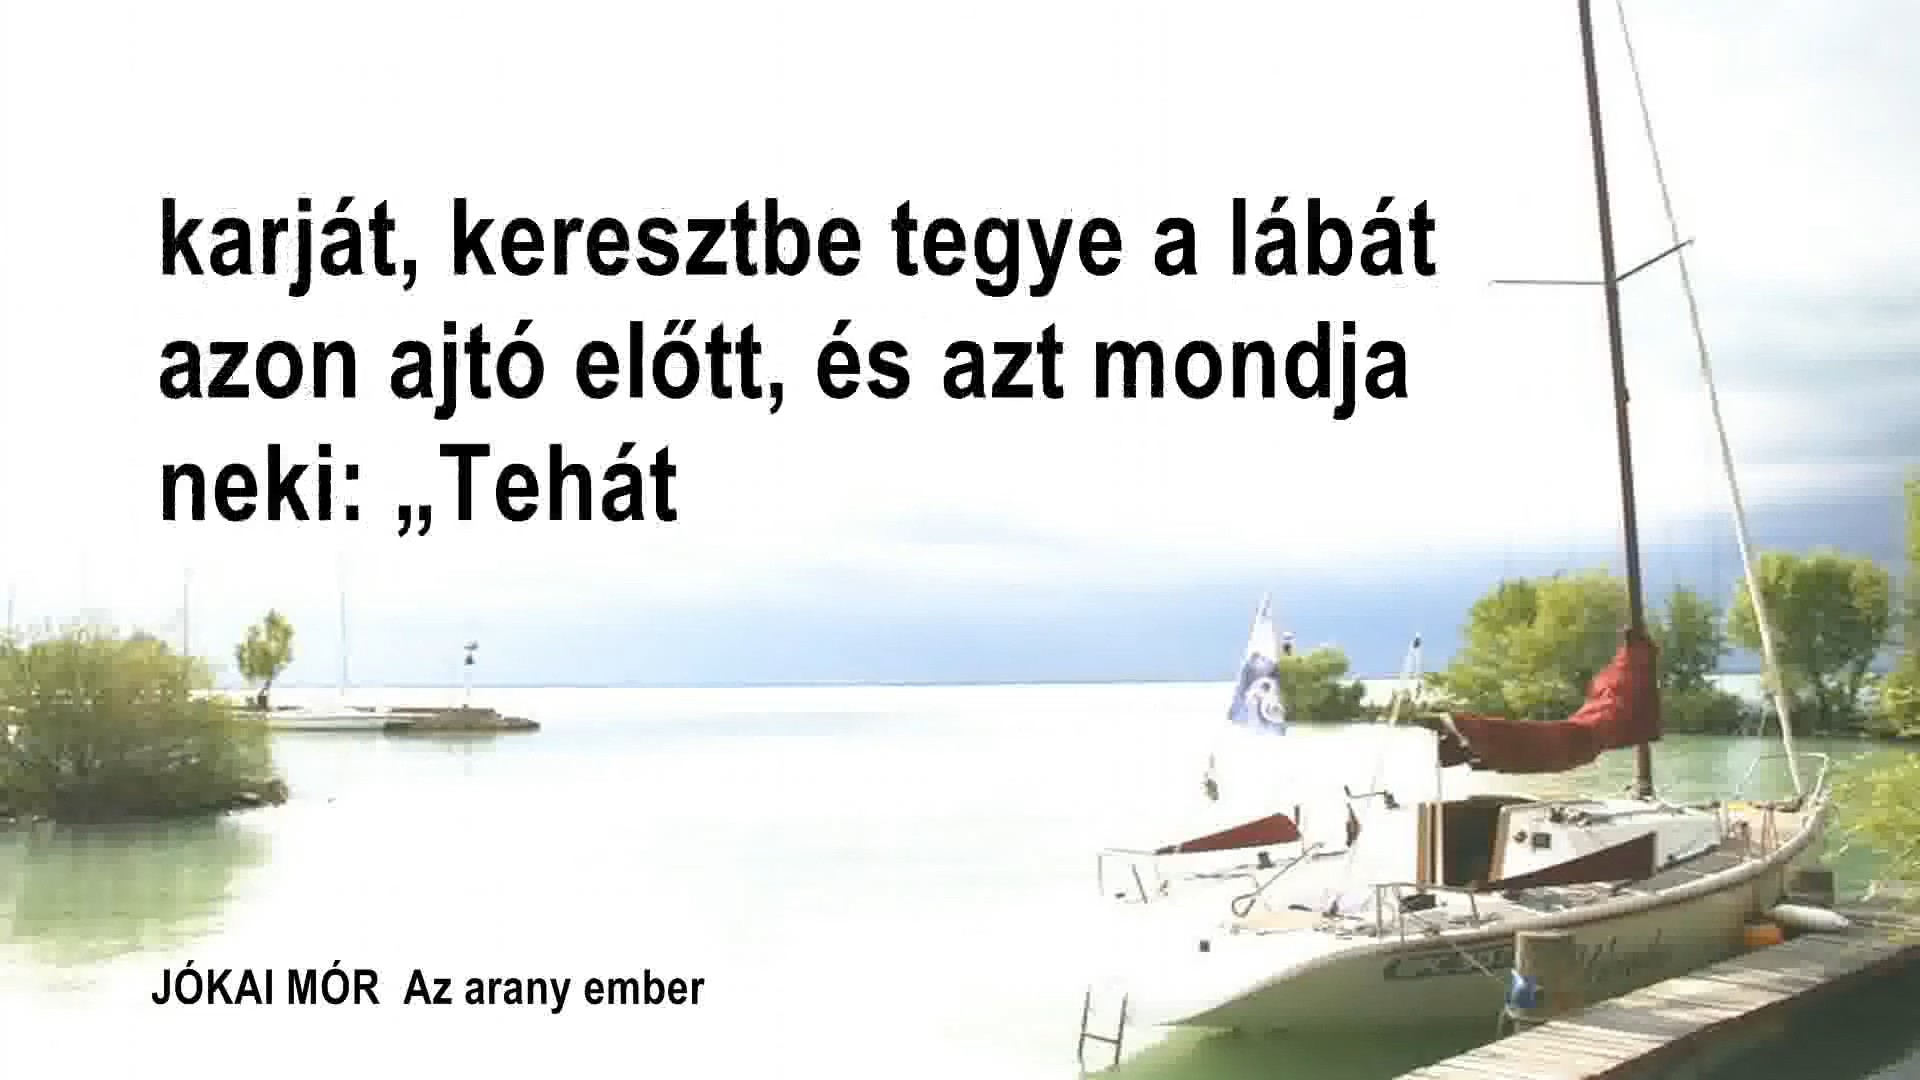 karját, keresztbe tegye a lábát
azon ajtó előtt, és azt mondja
neki: „Tehát
JÓKAI MÓR Az arany ember